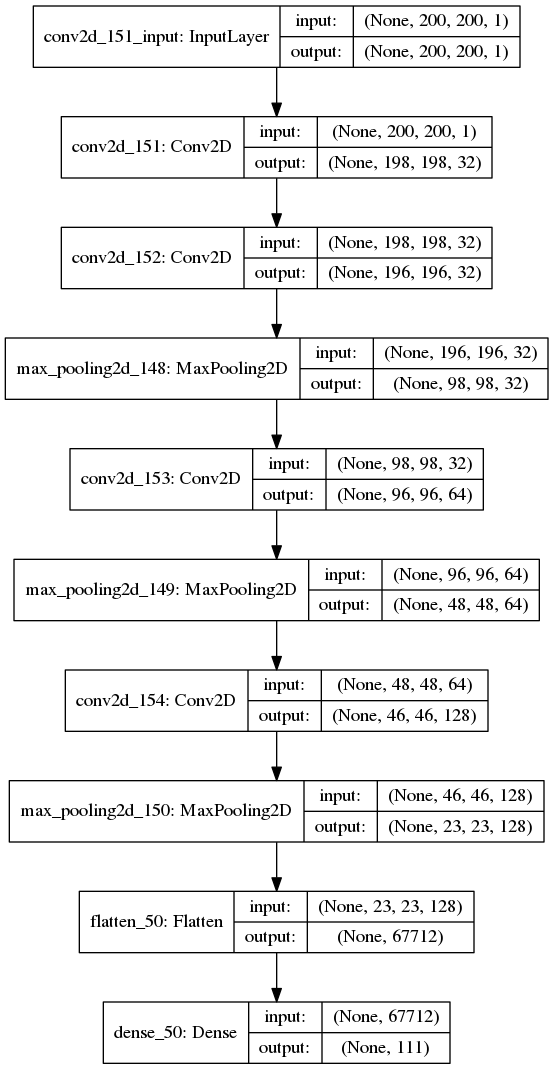 conv2d_151_input: InputLayer
input: (None, 200, 200, 1)
output: (None, 200, 200, 1)
conv2d_151: Conv2D
input: (None, 200, 200, 1)
output: (None, 198, 198, 32)
conv2d_152: Conv2D
input: (None, 198, 198, 32)
output: (None, 196, 196, 32)
max_pooling2d_148: MaxPooling2D
input: (None, 196, 196, 32)
output: (None, 98, 98, 32)
conv2d_153: Conv2D
input: (None, 98, 98, 32)
output: (None, 96, 96, 64)
max_pooling2d_149: MaxPooling2D
input: (None, 96, 96, 64)
output: (None, 48, 48, 64)
conv2d_154: Conv2D
input: (None, 48, 48, 64)
output: (None, 46, 46, 128)
max_pooling2d_150: MaxPooling2D
input: (None, 46, 46, 128)
output: (None, 23, 23, 128)
flatten_50: Flatten
input: (None, 23, 23, 128)
output: (None, 67712)
dense_50: Dense
input: (None, 67712)
output: (None, 111)